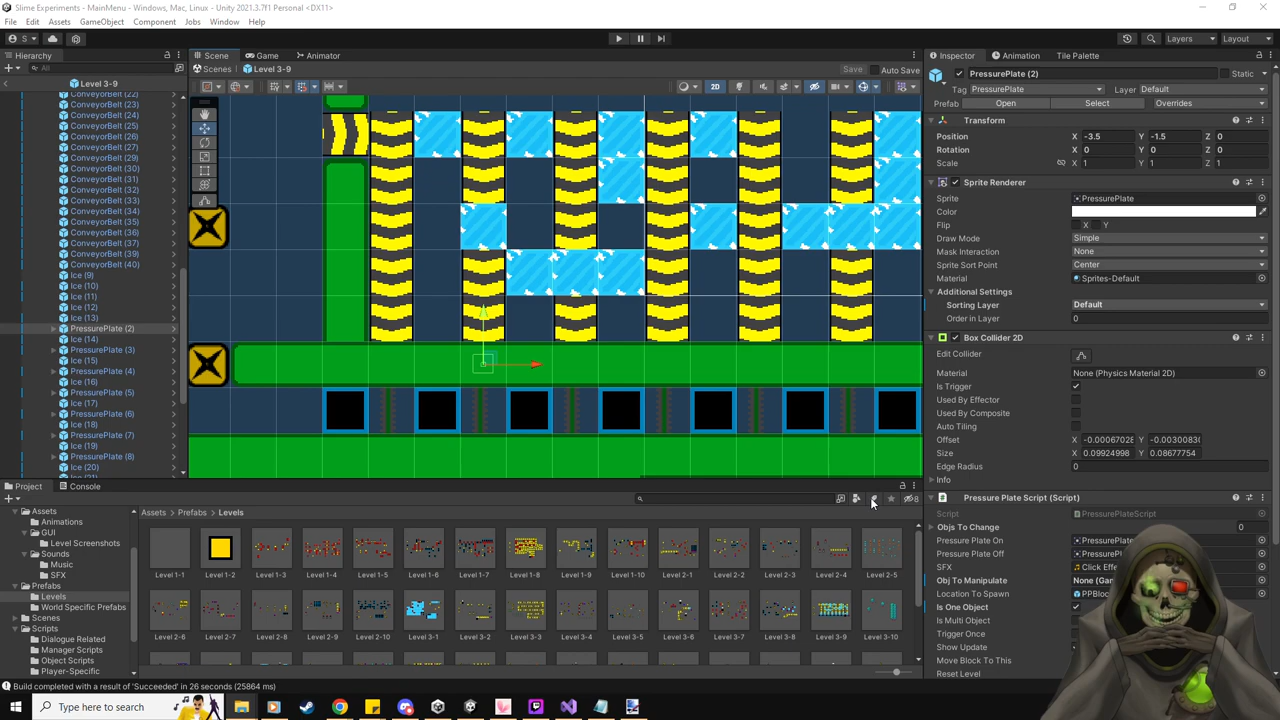 Slime Experiments - MainMenu - Windows, Mac, Linux - Unity 2021.3.7f1 Personal <DX11>
File Edit Assets GameObject Component Jobs Window Help
S Layers Layout
Hierarchy Scene Game Animator Inspector Animation Tile Palette
All
Scenes Level 3-9 Save Auto Save
2D
Level 3-9
ConveyorBelt (22)
ConveyorBelt (23)
ConveyorBelt (24)
ConveyorBelt (25)
ConveyorBelt (26)
ConveyorBelt (27)
ConveyorBelt (28)
ConveyorBelt (29)
ConveyorBelt (30)
ConveyorBelt (31)
ConveyorBelt (32)
ConveyorBelt (33)
ConveyorBelt (34)
ConveyorBelt (35)
ConveyorBelt (36)
ConveyorBelt (37)
ConveyorBelt (38)
ConveyorBelt (39)
ConveyorBelt (40)
Ice (9)
Ice (10)
Ice (11)
Ice (12)
Ice (13)
PressurePlate (2)
Ice (14)
PressurePlate (3)
Ice (15)
PressurePlate (4)
Ice (16)
PressurePlate (5)
Ice (17)
PressurePlate (6)
Ice (18)
PressurePlate (7)
Ice (19)
PressurePlate (8)
Ice (20)
PressurePlate (2) Static
Tag PressurePlate Layer Default
Prefab Open Select Overrides
Transform
Position X -3.5 Y -1.5 Z 0
Rotation X 0 Y 0 Z 0
Scale X 1 Y 1 Z 1
Sprite Renderer
Sprite PressurePlate
Color
Flip X Y
Draw Mode Simple
Mask Interaction None
Sprite Sort Point Center
Material Sprites-Default
Additional Settings
Sorting Layer Default
Order in Layer 0
Box Collider 2D
Edit Collider
Material None (Physics Material 2D)
Is Trigger
Used By Effector
Used By Composite
Auto Tiling
Offset X -0.00067028 Y -0.0030083
Size X 0.09924998 Y 0.08677754
Edge Radius 0
Info
Pressure Plate Script (Script)
Script PressurePlateScript
Objs To Change 0
Pressure Plate On
Pressure Plate Off
SFX Click Effe
Obj To Manipulate None (Gam
Location To Spawn PPBloc
Is One Object
Is Multi Object
Trigger Once
Show Update
Move Block To This
Reset Level
Project Console
8
Assets
Animations
GUI
Level Screenshots
Sounds
Music
SFX
Prefabs
Levels
World Specific Prefabs
Scenes
Scripts
Dialogue Related
Manager Scripts
Object Scripts
Player-Specific
Assets > Prefabs > Levels
Level 1-1 Level 1-2 Level 1-3 Level 1-4 Level 1-5 Level 1-6 Level 1-7 Level 1-8 Level 1-9 Level 1-10 Level 2-1 Level 2-2 Level 2-3 Level 2-4 Level 2-5
Level 2-6 Level 2-7 Level 2-8 Level 2-9 Level 2-10 Level 3-1 Level 3-2 Level 3-3 Level 3-4 Level 3-5 Level 3-6 Level 3-7 Level 3-8 Level 3-9 Level 3-10
Build completed with a result of 'Succeeded' in 26 seconds (25864 ms)
Type here to search